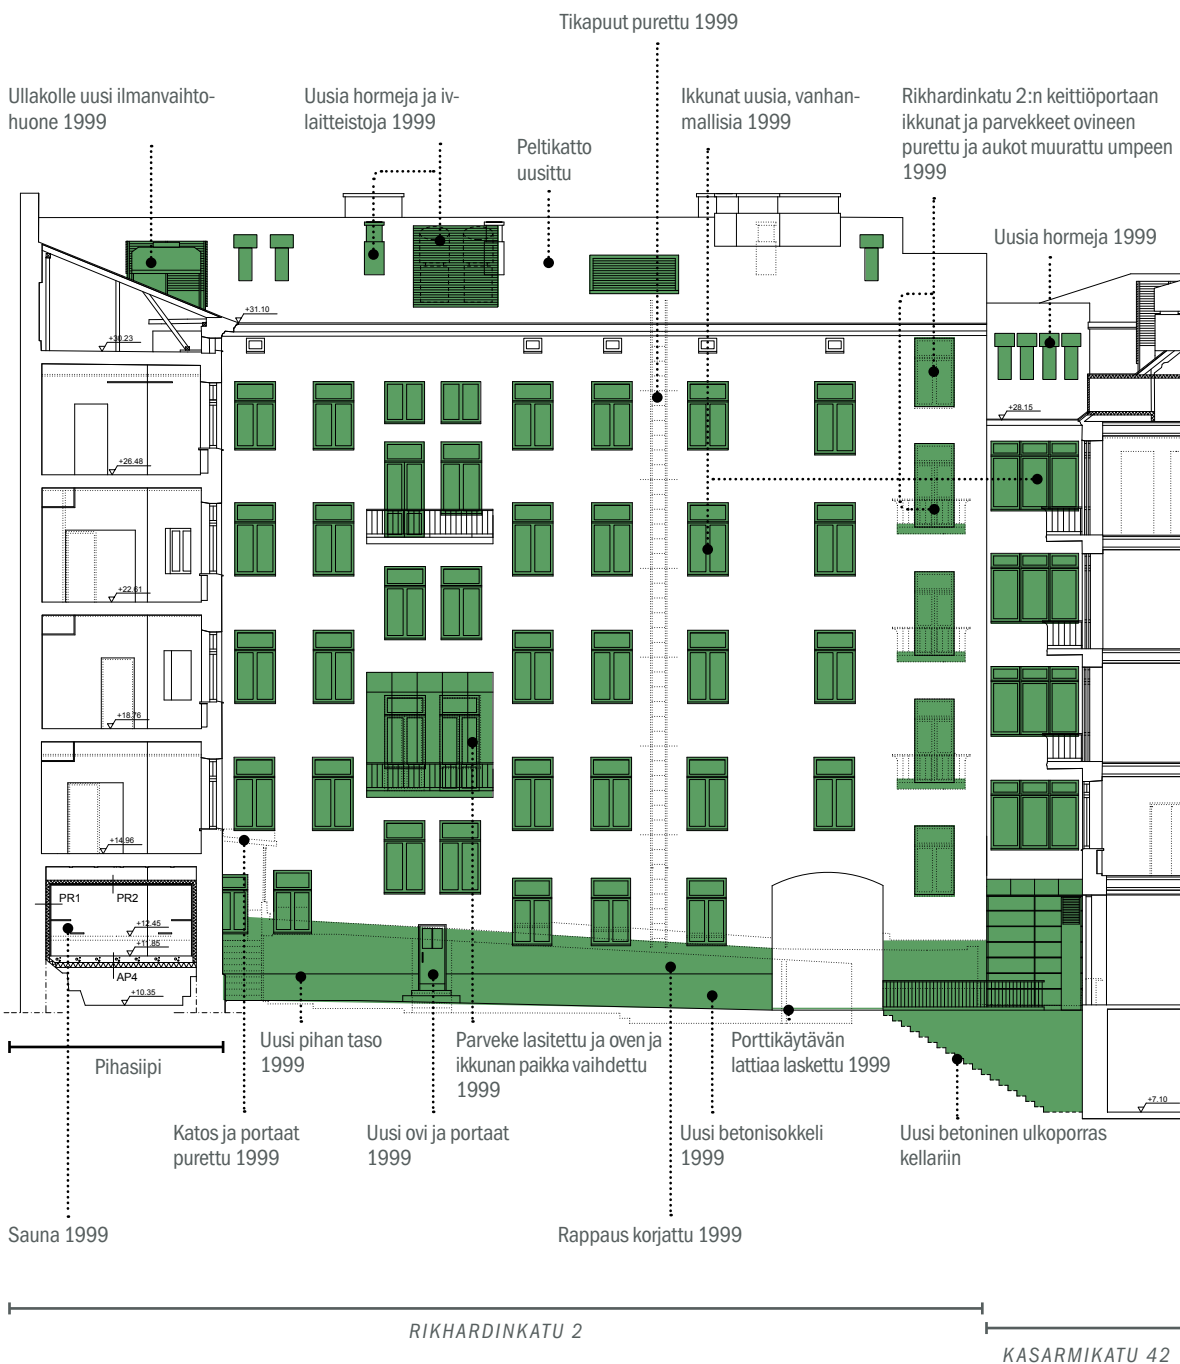 Tikapuut purettu 1999
Ullakolle uusi ilmanvaihto-
huone 1999
Uusia hormeja ja iv-
laitteistoja 1999
Peltikatto
uusittu
Ikkunat uusia, vanhan-
mallisia 1999
Rikhardinkatu 2:n keittiöportaan
ikkunat ja parvekkeet ovineen
purettu ja aukot muurattu umpeen
1999
Uusia hormeja 1999
+31.10
+30.23
+28.15
+26.48
+22.61
+18.76
+14.96
PR1
PR2
+12.45
+11.85
AP4
+10.35
+7.10
Pihasiipi
Uusi pihan taso
1999
Parveke lasitettu ja oven ja
ikkunan paikka vaihdettu
1999
Porttikäytävän
lattiaa laskettu 1999
Katos ja portaat
purettu 1999
Uusi ovi ja portaat
1999
Uusi betonisokkeli
1999
Uusi betoninen ulkoporras
kellariin
Sauna 1999
Rappaus korjattu 1999
RIKHARDINKATU 2
KASARMIKATU 42